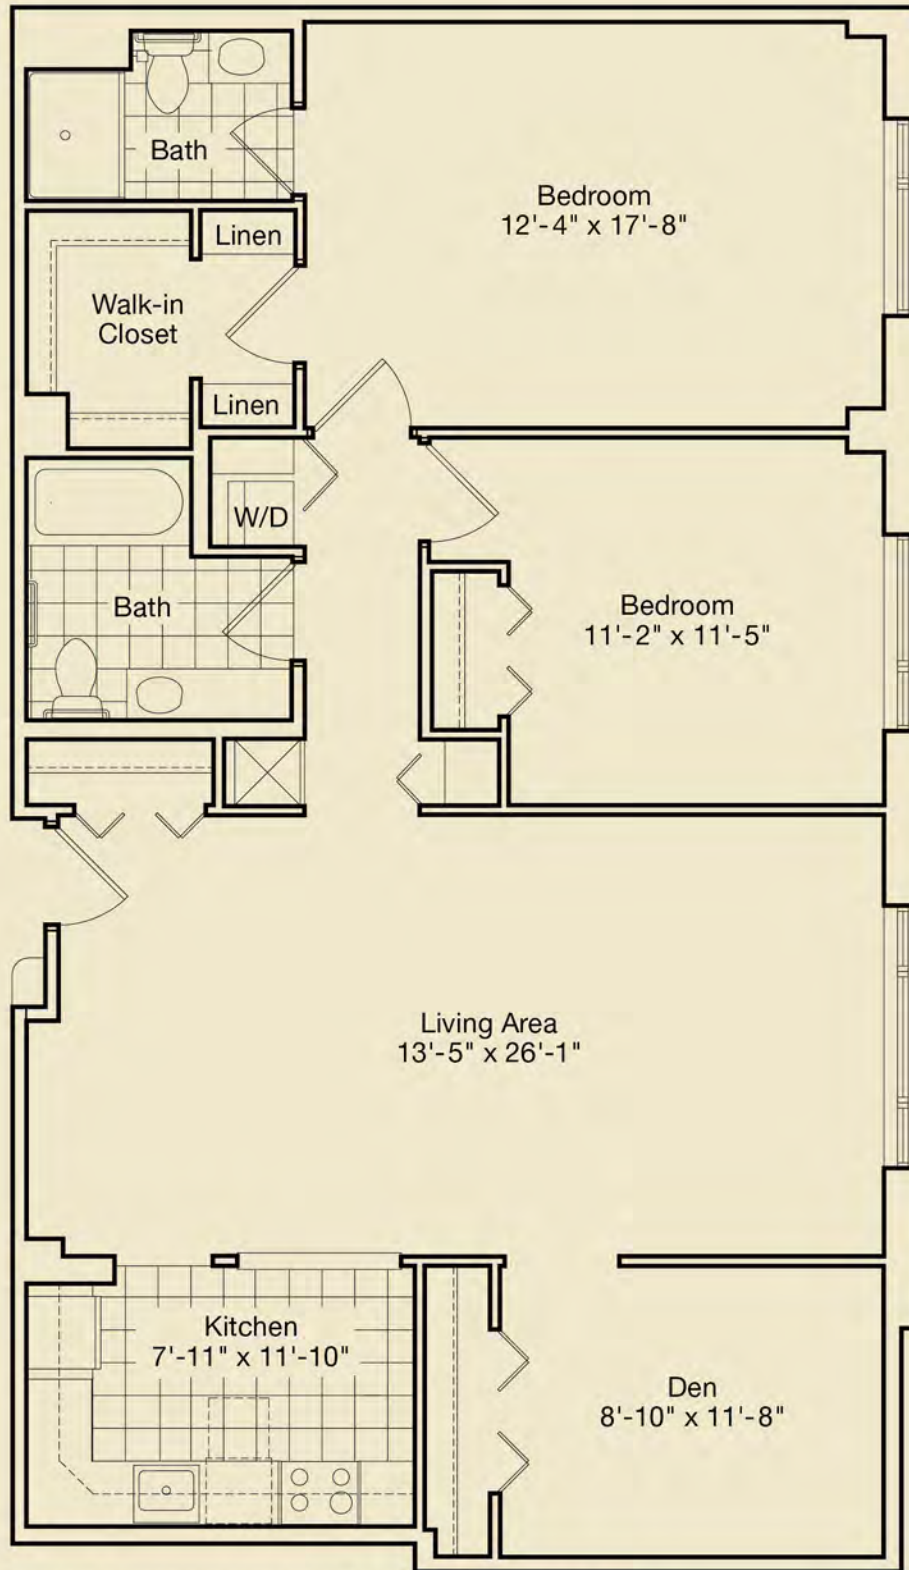 Bath
Bedroom
12'-4" x 17'-8"
Linen
Walk-in
Closet
Linen
W/D
Bath
Bedroom
11'-2" x 11'-5"
Living Area
13'-5" x 26'-1"
Kitchen
7'-11" x 11'-10"
Den
8'-10" x 11'-8"